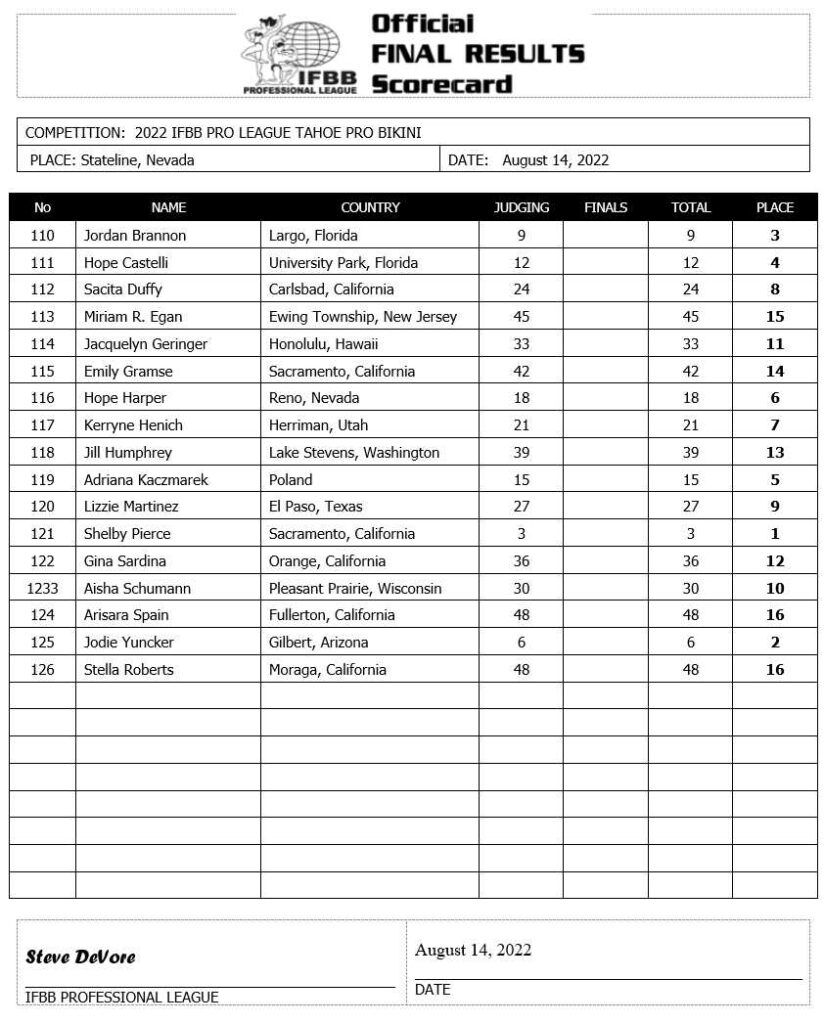 Official
FINAL RESULTS
Scorecard
IFBB
PROFESSIONAL LEAGUE
COMPETITION: 2022 IFBB PRO LEAGUE TAHOE PRO BIKINI
PLACE: Stateline, Nevada DATE: August 14, 2022
No NAME COUNTRY JUDGING FINALS TOTAL PLACE
110 Jordan Brannon Largo, Florida 9 9 3
111 Hope Castelli University Park, Florida 12 12 4
112 Sacita Duffy Carlsbad, California 24 24 8
113 Miriam R. Egan Ewing Township, New Jersey 45 45 15
114 Jacquelyn Geringer Honolulu, Hawaii 33 33 11
115 Emily Gramse Sacramento, California 42 42 14
116 Hope Harper Reno, Nevada 18 18 6
117 Kerryne Henich Herriman, Utah 21 21 7
118 Jill Humphrey Lake Stevens, Washington 39 39 13
119 Adriana Kaczmarek Poland 15 15 5
120 Lizzie Martinez El Paso, Texas 27 27 9
121 Shelby Pierce Sacramento, California 3 3 1
122 Gina Sardina Orange, California 36 36 12
1233 Aisha Schumann Pleasant Prairie, Wisconsin 30 30 10
124 Arisara Spain Fullerton, California 48 48 16
125 Jodie Yuncker Gilbert, Arizona 6 6 2
126 Stella Roberts Moraga, California 48 48 16
Steve DeVore August 14, 2022
IFBB PROFESSIONAL LEAGUE DATE